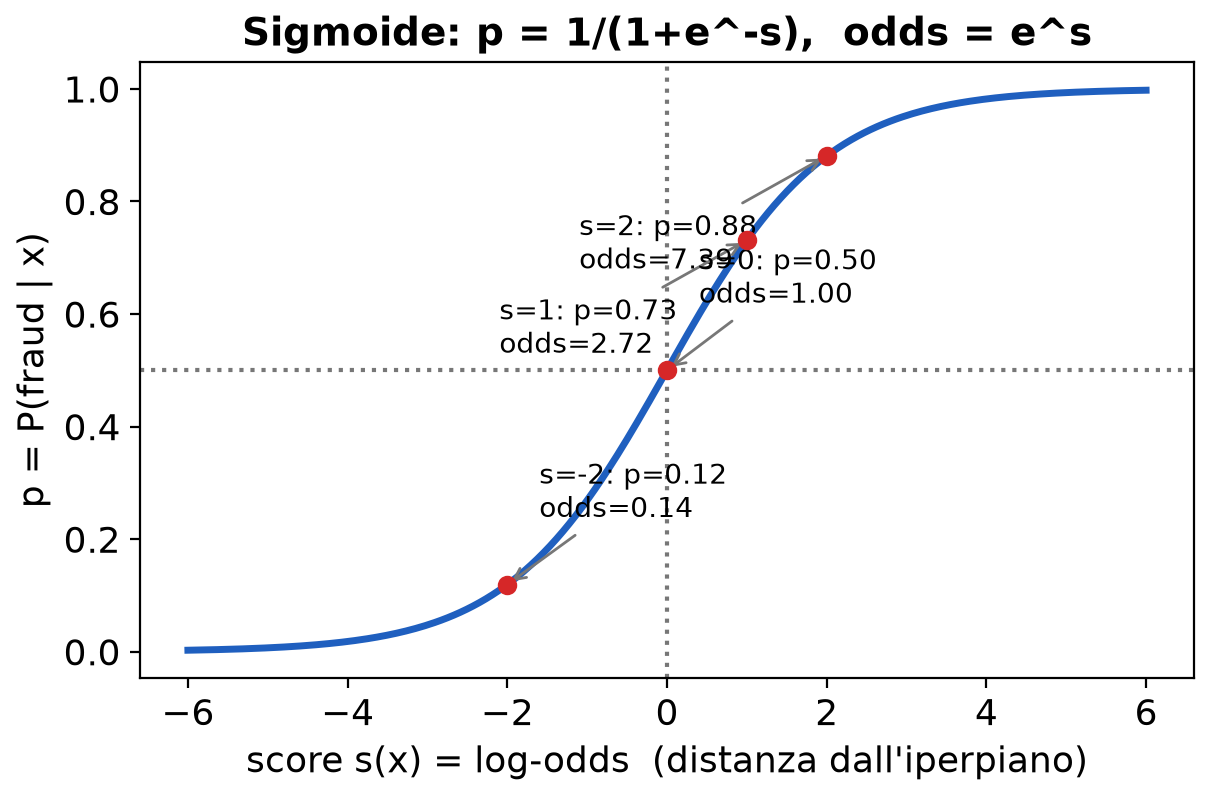 Sigmoide: p = 1/(1+e^-s),  odds = e^s
p = P(fraud | x)
1.0
0.8
0.6
0.4
0.2
0.0
s=2: p=0.88
odds=7.39
s=0: p=0.50
odds=1.00
s=1: p=0.73
odds=2.72
s=-2: p=0.12
odds=0.14
−6
−4
−2
0
2
4
6
score s(x) = log-odds  (distanza dall'iperpiano)